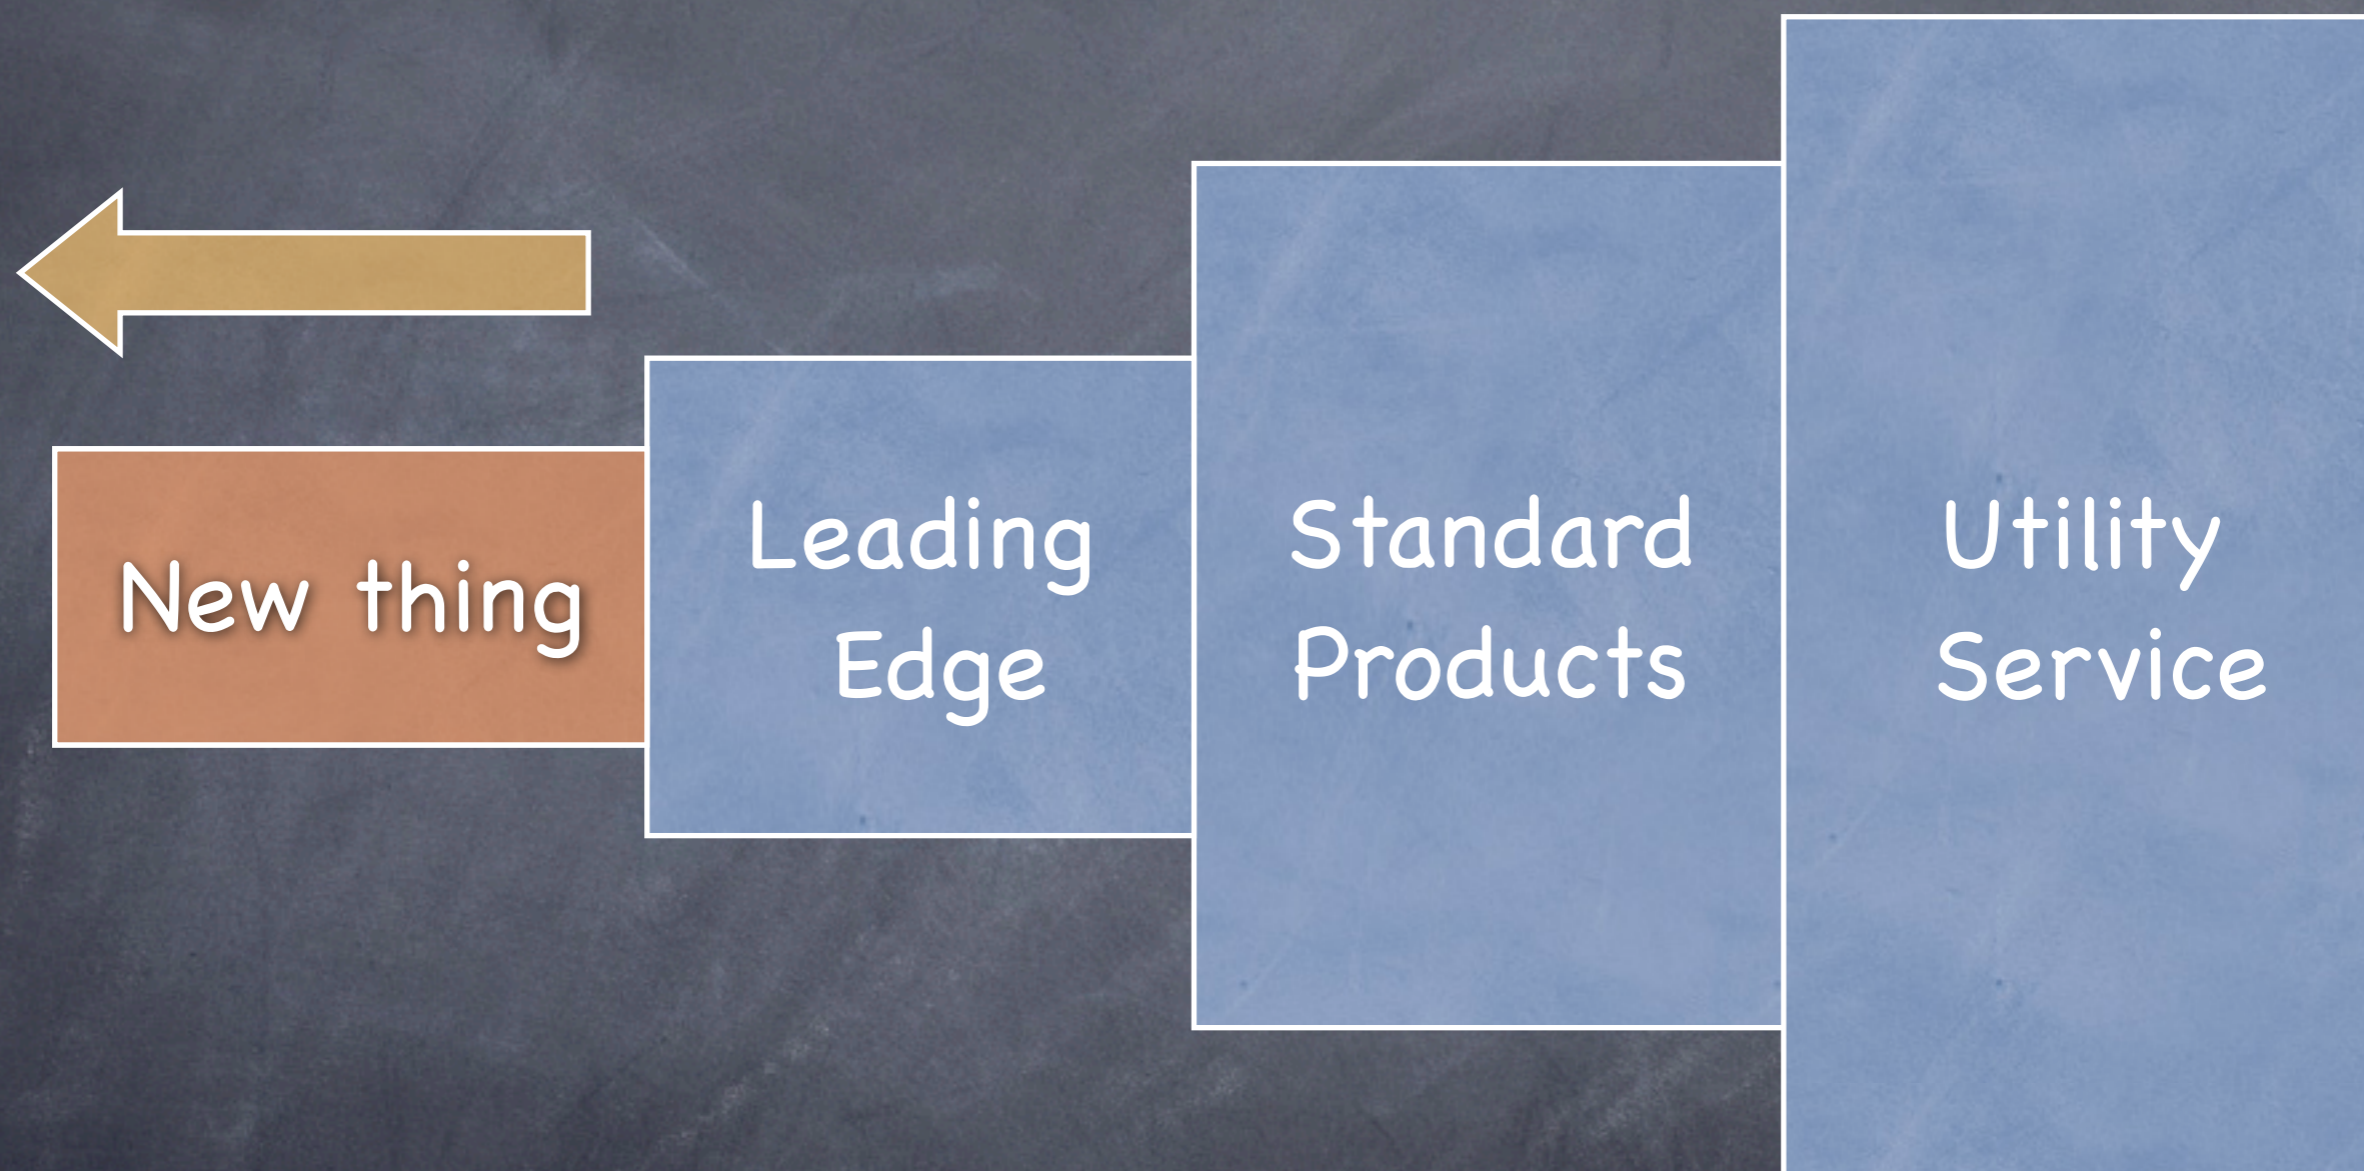 New thing
Leading
Edge
Standard
Products
Utility
Service